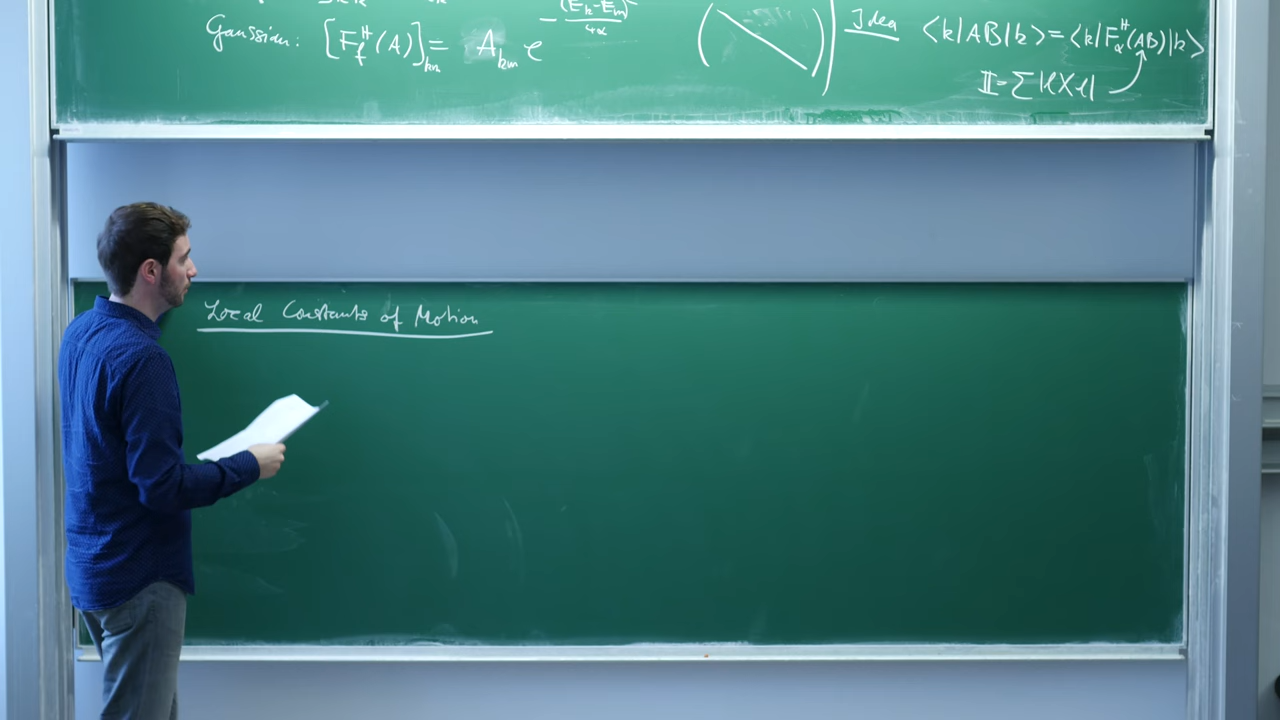 Gaussian: [F_f^H(A)]_km = A_km e^{-(E_k-E_m)^2/4α}
Idea ⟨k|AB|k⟩=⟨k|F_α^H(AB)|k⟩
𝟙=∑|l⟩⟨l|
Local Constants of Motion